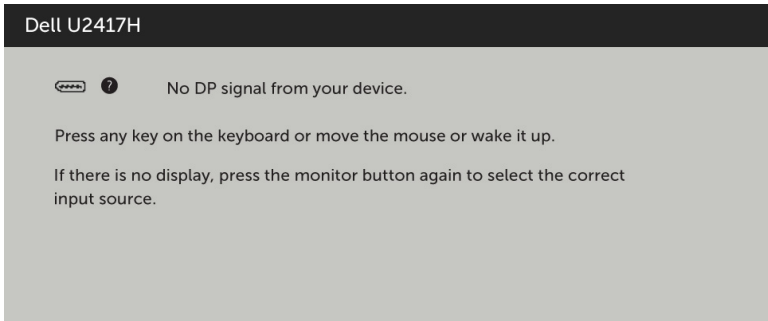 Dell U2417H
No DP signal from your device.
Press any key on the keyboard or move the mouse or wake it up.
If there is no display, press the monitor button again to select the correct
input source.